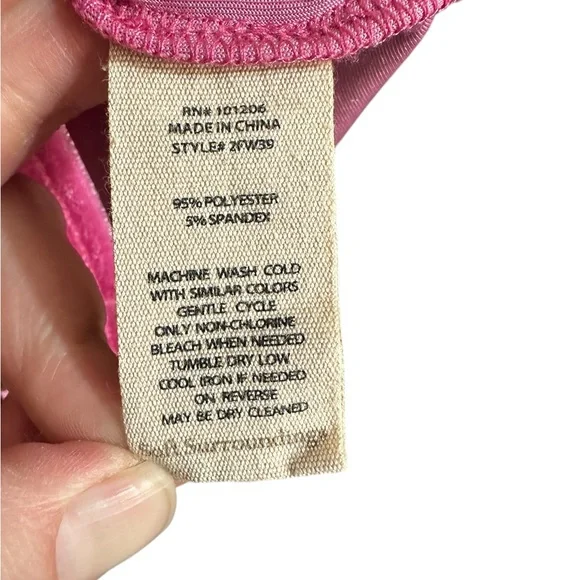 RN# 101206
MADE IN CHINA
STYLE# 2FW39
95% POLYESTER
5% SPANDEX
MACHINE WASH COLD
WITH SIMILAR COLORS
GENTLE CYCLE
ONLY NON-CHLORINE
BLEACH WHEN NEEDED
TUMBLE DRY LOW
COOL IRON IF NEEDED
ON REVERSE
MAY BE DRY CLEANED
Soft Surroundings